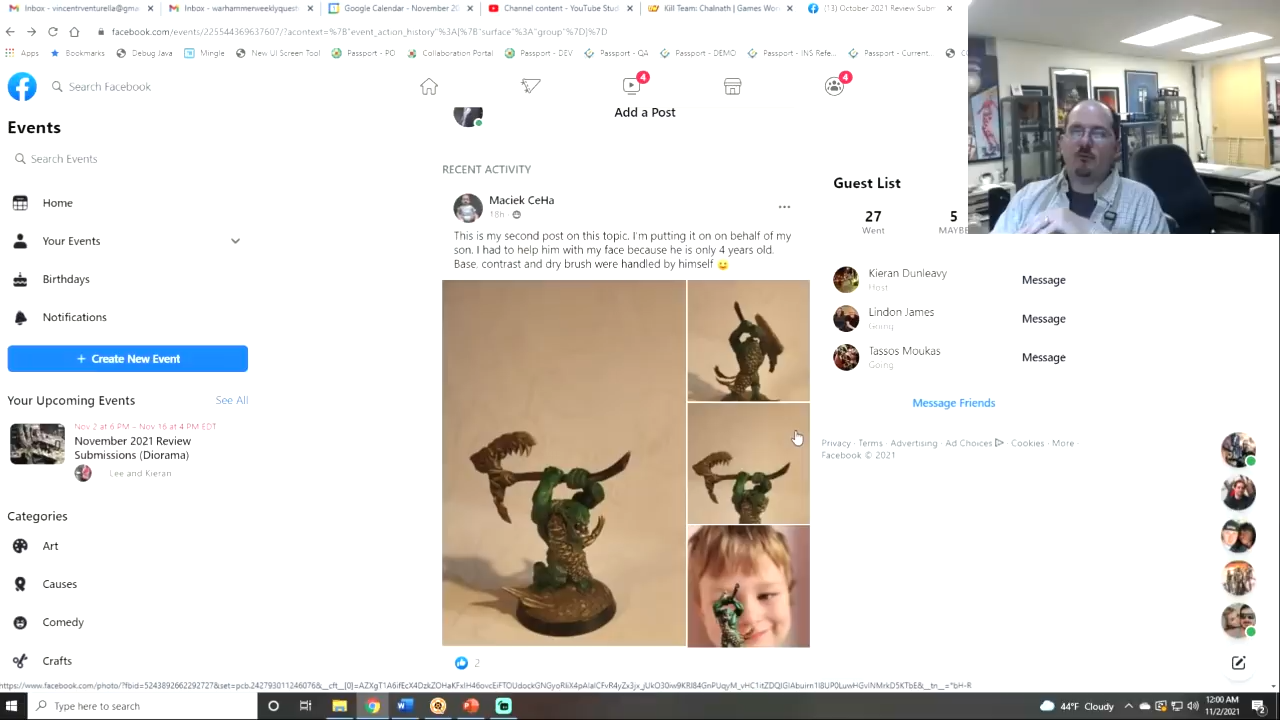 Inbox - vincentrventurella@gma
Inbox - warhammerweeklyquest
Google Calendar - November 20
Channel content - YouTube Stud
Kill Team: Chalnath | Games Wor
(13) October 2021 Review Subm
facebook.com/events/225544369637607/?acontext=%7B"event_action_history"%3A[%7B"surface"%3A"group"%7D]%7D
Apps
Bookmarks
Debug Java
Mingle
New UI Screen Tool
Passport - PO
Collaboration Portal
Passport - DEV
Passport - QA
Passport - DEMO
Passport - INS Refe...
Passport - Current...
Search Facebook
4
4
Events
Search Events
Home
Your Events
Birthdays
Notifications
+ Create New Event
Your Upcoming Events
See All
Nov 2 at 6 PM – Nov 16 at 4 PM EDT
November 2021 Review
Submissions (Diorama)
Lee and Kieran
Categories
Art
Causes
Comedy
Crafts
Add a Post
RECENT ACTIVITY
Maciek CeHa
18h ·
This is my second post on this topic. I'm putting it on on behalf of my
son. I had to help him with my face because he is only 4 years old.
Base, contrast and dry brush were handled by himself
2
Guest List
27
Went
5
MAYBE
Kieran Dunleavy
Host
Message
Lindon James
Going
Message
Tassos Moukas
Going
Message
Message Friends
Privacy · Terms · Advertising · Ad Choices · Cookies · More ·
Facebook © 2021
Type here to search
44°F Cloudy
12:00 AM
11/2/2021
2